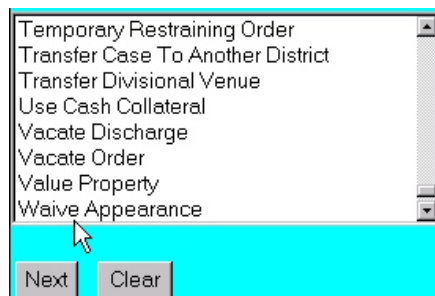 Temporary Restraining Order
Transfer Case To Another District
Transfer Divisional Venue
Use Cash Collateral
Vacate Discharge
Vacate Order
Value Property
Waive Appearance
Next Clear